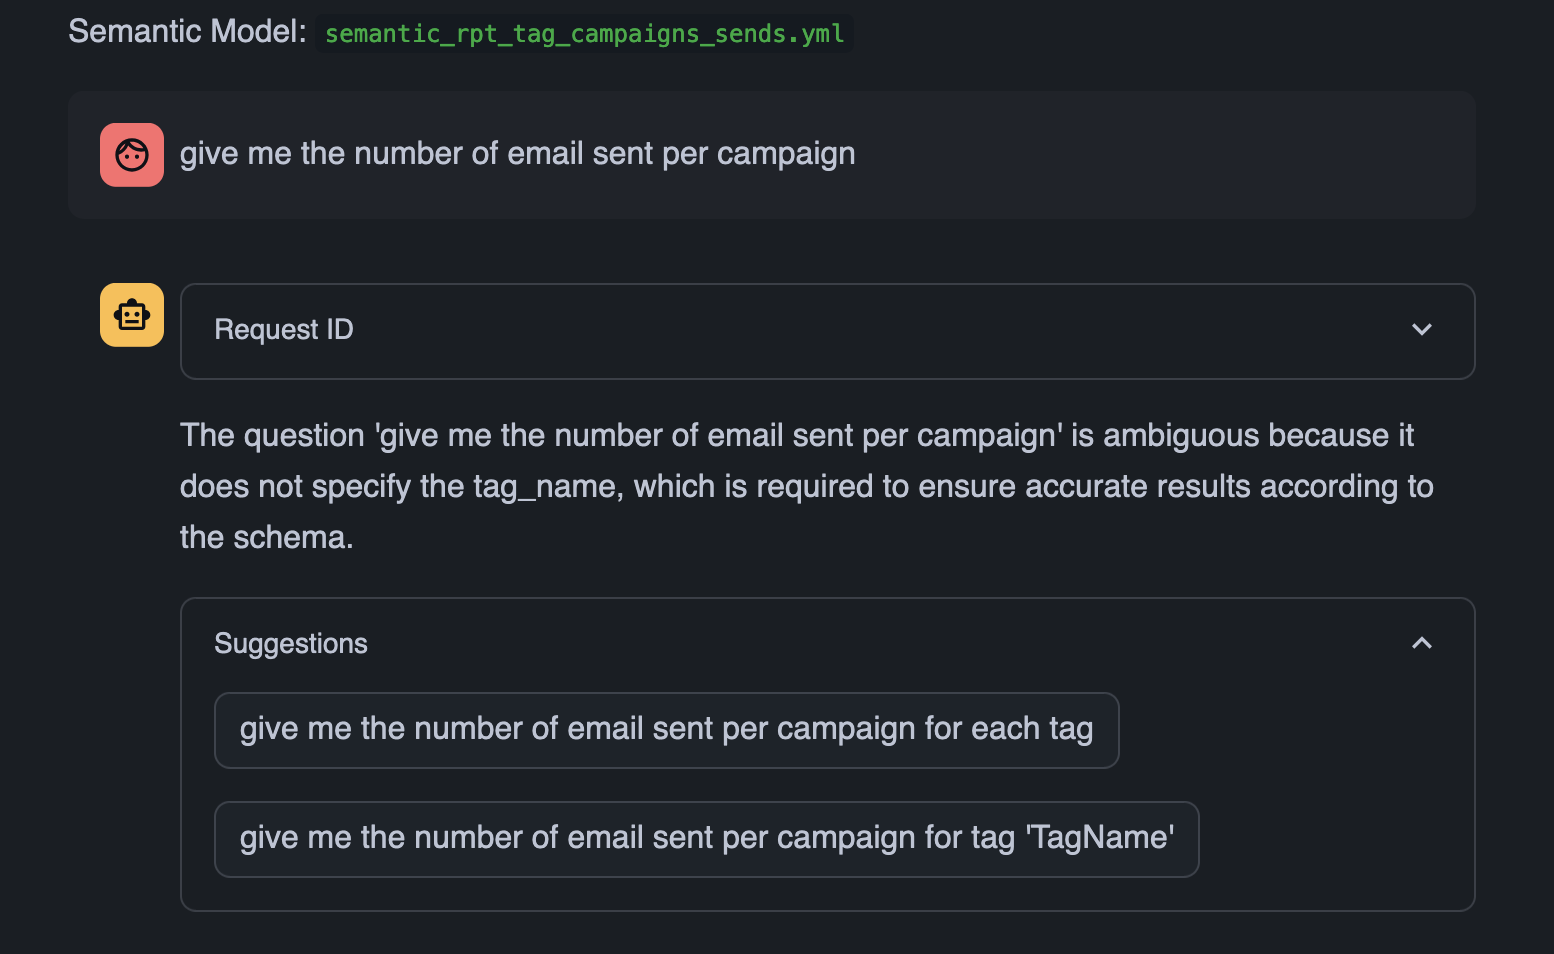 Semantic Model: semantic_rpt_tag_campaigns_sends.yml
give me the number of email sent per campaign
Request ID
The question 'give me the number of email sent per campaign' is ambiguous because it
does not specify the tag_name, which is required to ensure accurate results according to
the schema.
Suggestions
give me the number of email sent per campaign for each tag
give me the number of email sent per campaign for tag 'TagName'